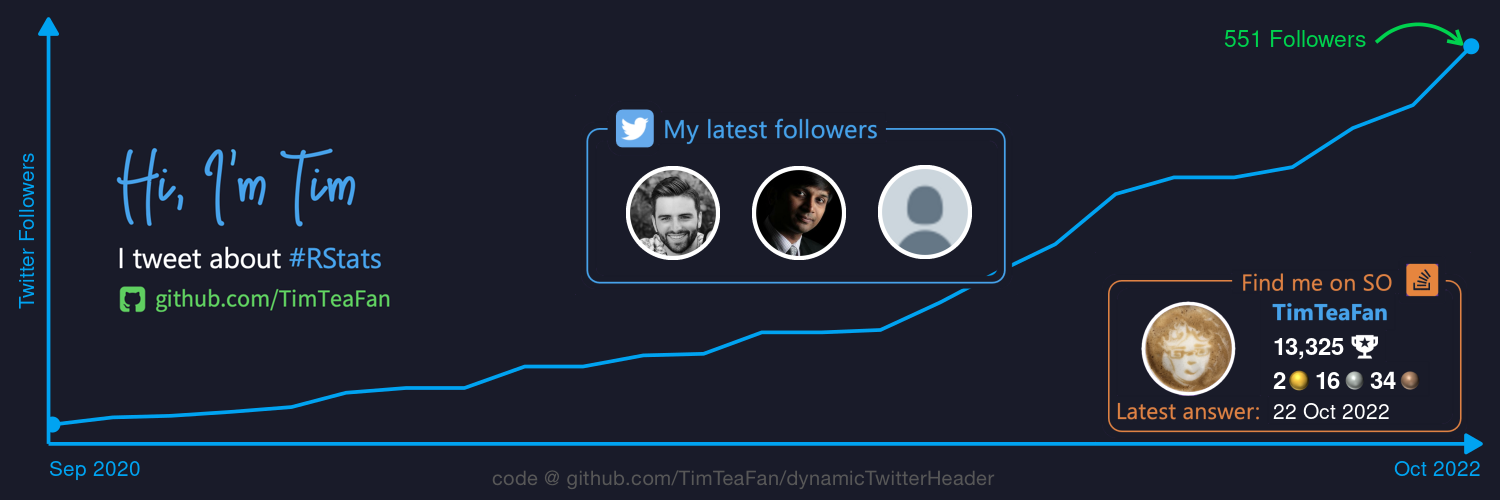 551 Followers
My latest followers
Twitter Followers
Hi, I'm Tim
I tweet about #RStats
github.com/TimTeaFan
Find me on SO
TimTeaFan
13,325
2 16 34
Latest answer: 22 Oct 2022
Sep 2020
Oct 2022
code @ github.com/TimTeaFan/dynamicTwitterHeader